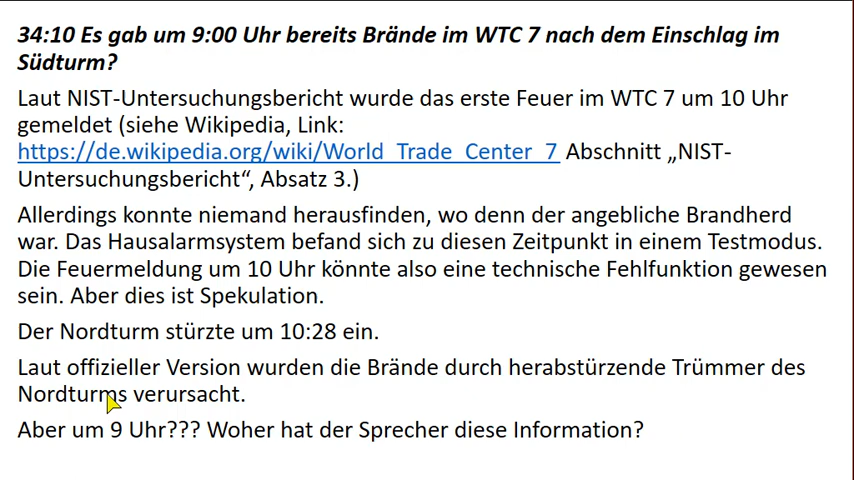 34:10 Es gab um 9:00 Uhr bereits Brände im WTC 7 nach dem Einschlag im
Südturm?
Laut NIST-Untersuchungsbericht wurde das erste Feuer im WTC 7 um 10 Uhr
gemeldet (siehe Wikipedia, Link:
https://de.wikipedia.org/wiki/World_Trade_Center_7 Abschnitt „NIST-
Untersuchungsbericht“, Absatz 3.)
Allerdings konnte niemand herausfinden, wo denn der angebliche Brandherd
war. Das Hausalarmsystem befand sich zu diesen Zeitpunkt in einem Testmodus.
Die Feuermeldung um 10 Uhr könnte also eine technische Fehlfunktion gewesen
sein. Aber dies ist Spekulation.
Der Nordturm stürzte um 10:28 ein.
Laut offizieller Version wurden die Brände durch herabstürzende Trümmer des
Nordturms verursacht.
Aber um 9 Uhr??? Woher hat der Sprecher diese Information?